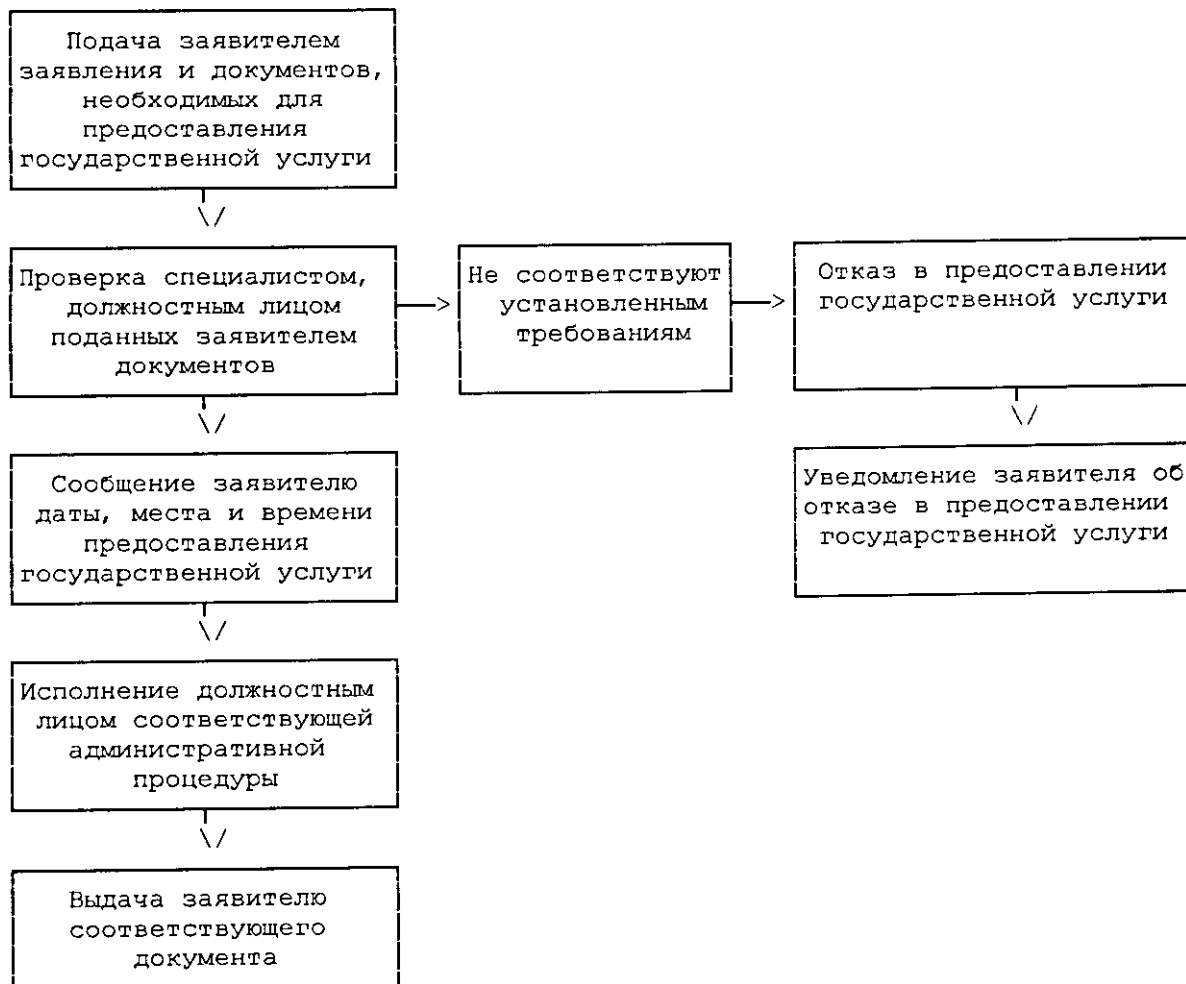 Подача заявителем
заявления и документов,
необходимых для
предоставления
государственной услуги
\/
Проверка специалистом,
должностным лицом
поданных заявителем
документов
—>
Не соответствуют
установленным
требованиям
—>
Отказ в предоставлении
государственной услуги
\/
Уведомление заявителя об
отказе в предоставлении
государственной услуги
\/
Сообщение заявителю
даты, места и времени
предоставления
государственной услуги
\/
Исполнение должностным
лицом соответствующей
административной
процедуры
\/
Выдача заявителю
соответствующего
документа